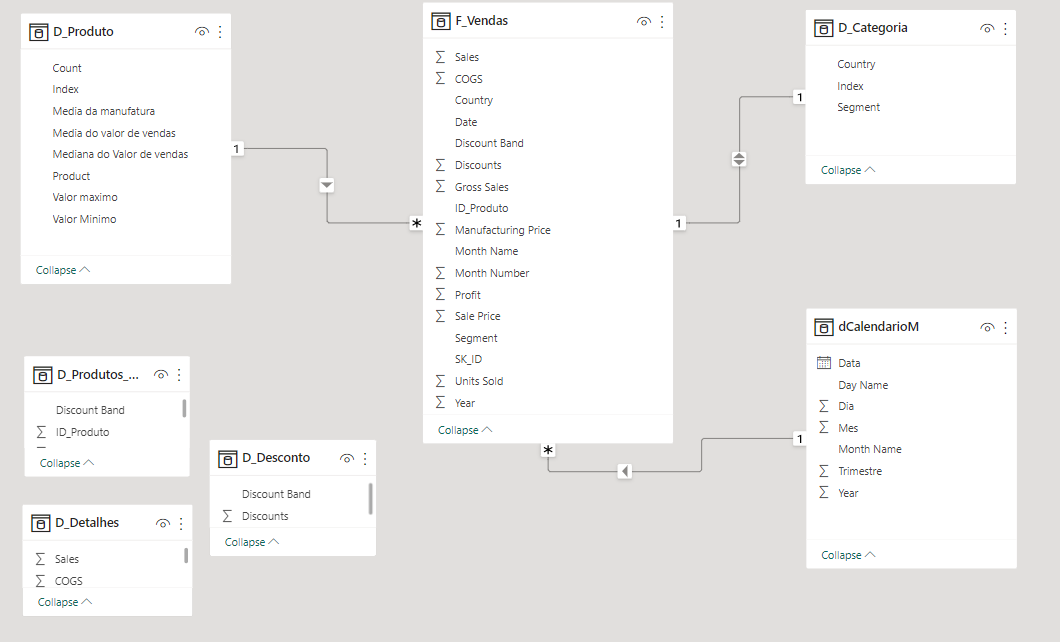 D_Produto
Count
Index
Media da manufatura
Media do valor de vendas
Mediana do Valor de vendas
Product
Valor maximo
Valor Minimo
Collapse
1
*
F_Vendas
Sales
COGS
Country
Date
Discount Band
Discounts
Gross Sales
ID_Produto
Manufacturing Price
Month Name
Month Number
Profit
Sale Price
Segment
SK_ID
Units Sold
Year
Collapse
1
1
*
D_Categoria
Country
Index
Segment
Collapse
1
dCalendarioM
Data
Day Name
Dia
Mes
Month Name
Trimestre
Year
Collapse
D_Produtos_...
Discount Band
ID_Produto
Collapse
D_Desconto
Discount Band
Discounts
Collapse
D_Detalhes
Sales
COGS
Collapse